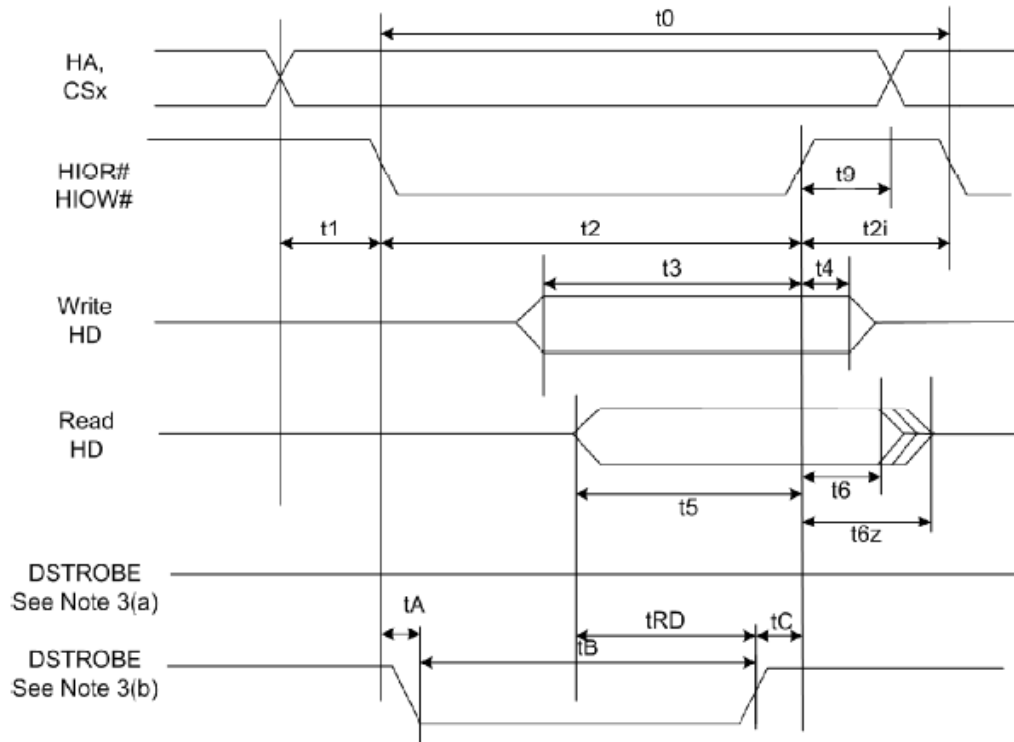 t0
HA,
CSx
HIOR#
HIOW#
t9
t1
t2
t2i
t3
t4
Write
HD
Read
HD
t6
t5
t6z
DSTROBE
See Note 3(a)
tA
tRD
tC
tB
DSTROBE
See Note 3(b)